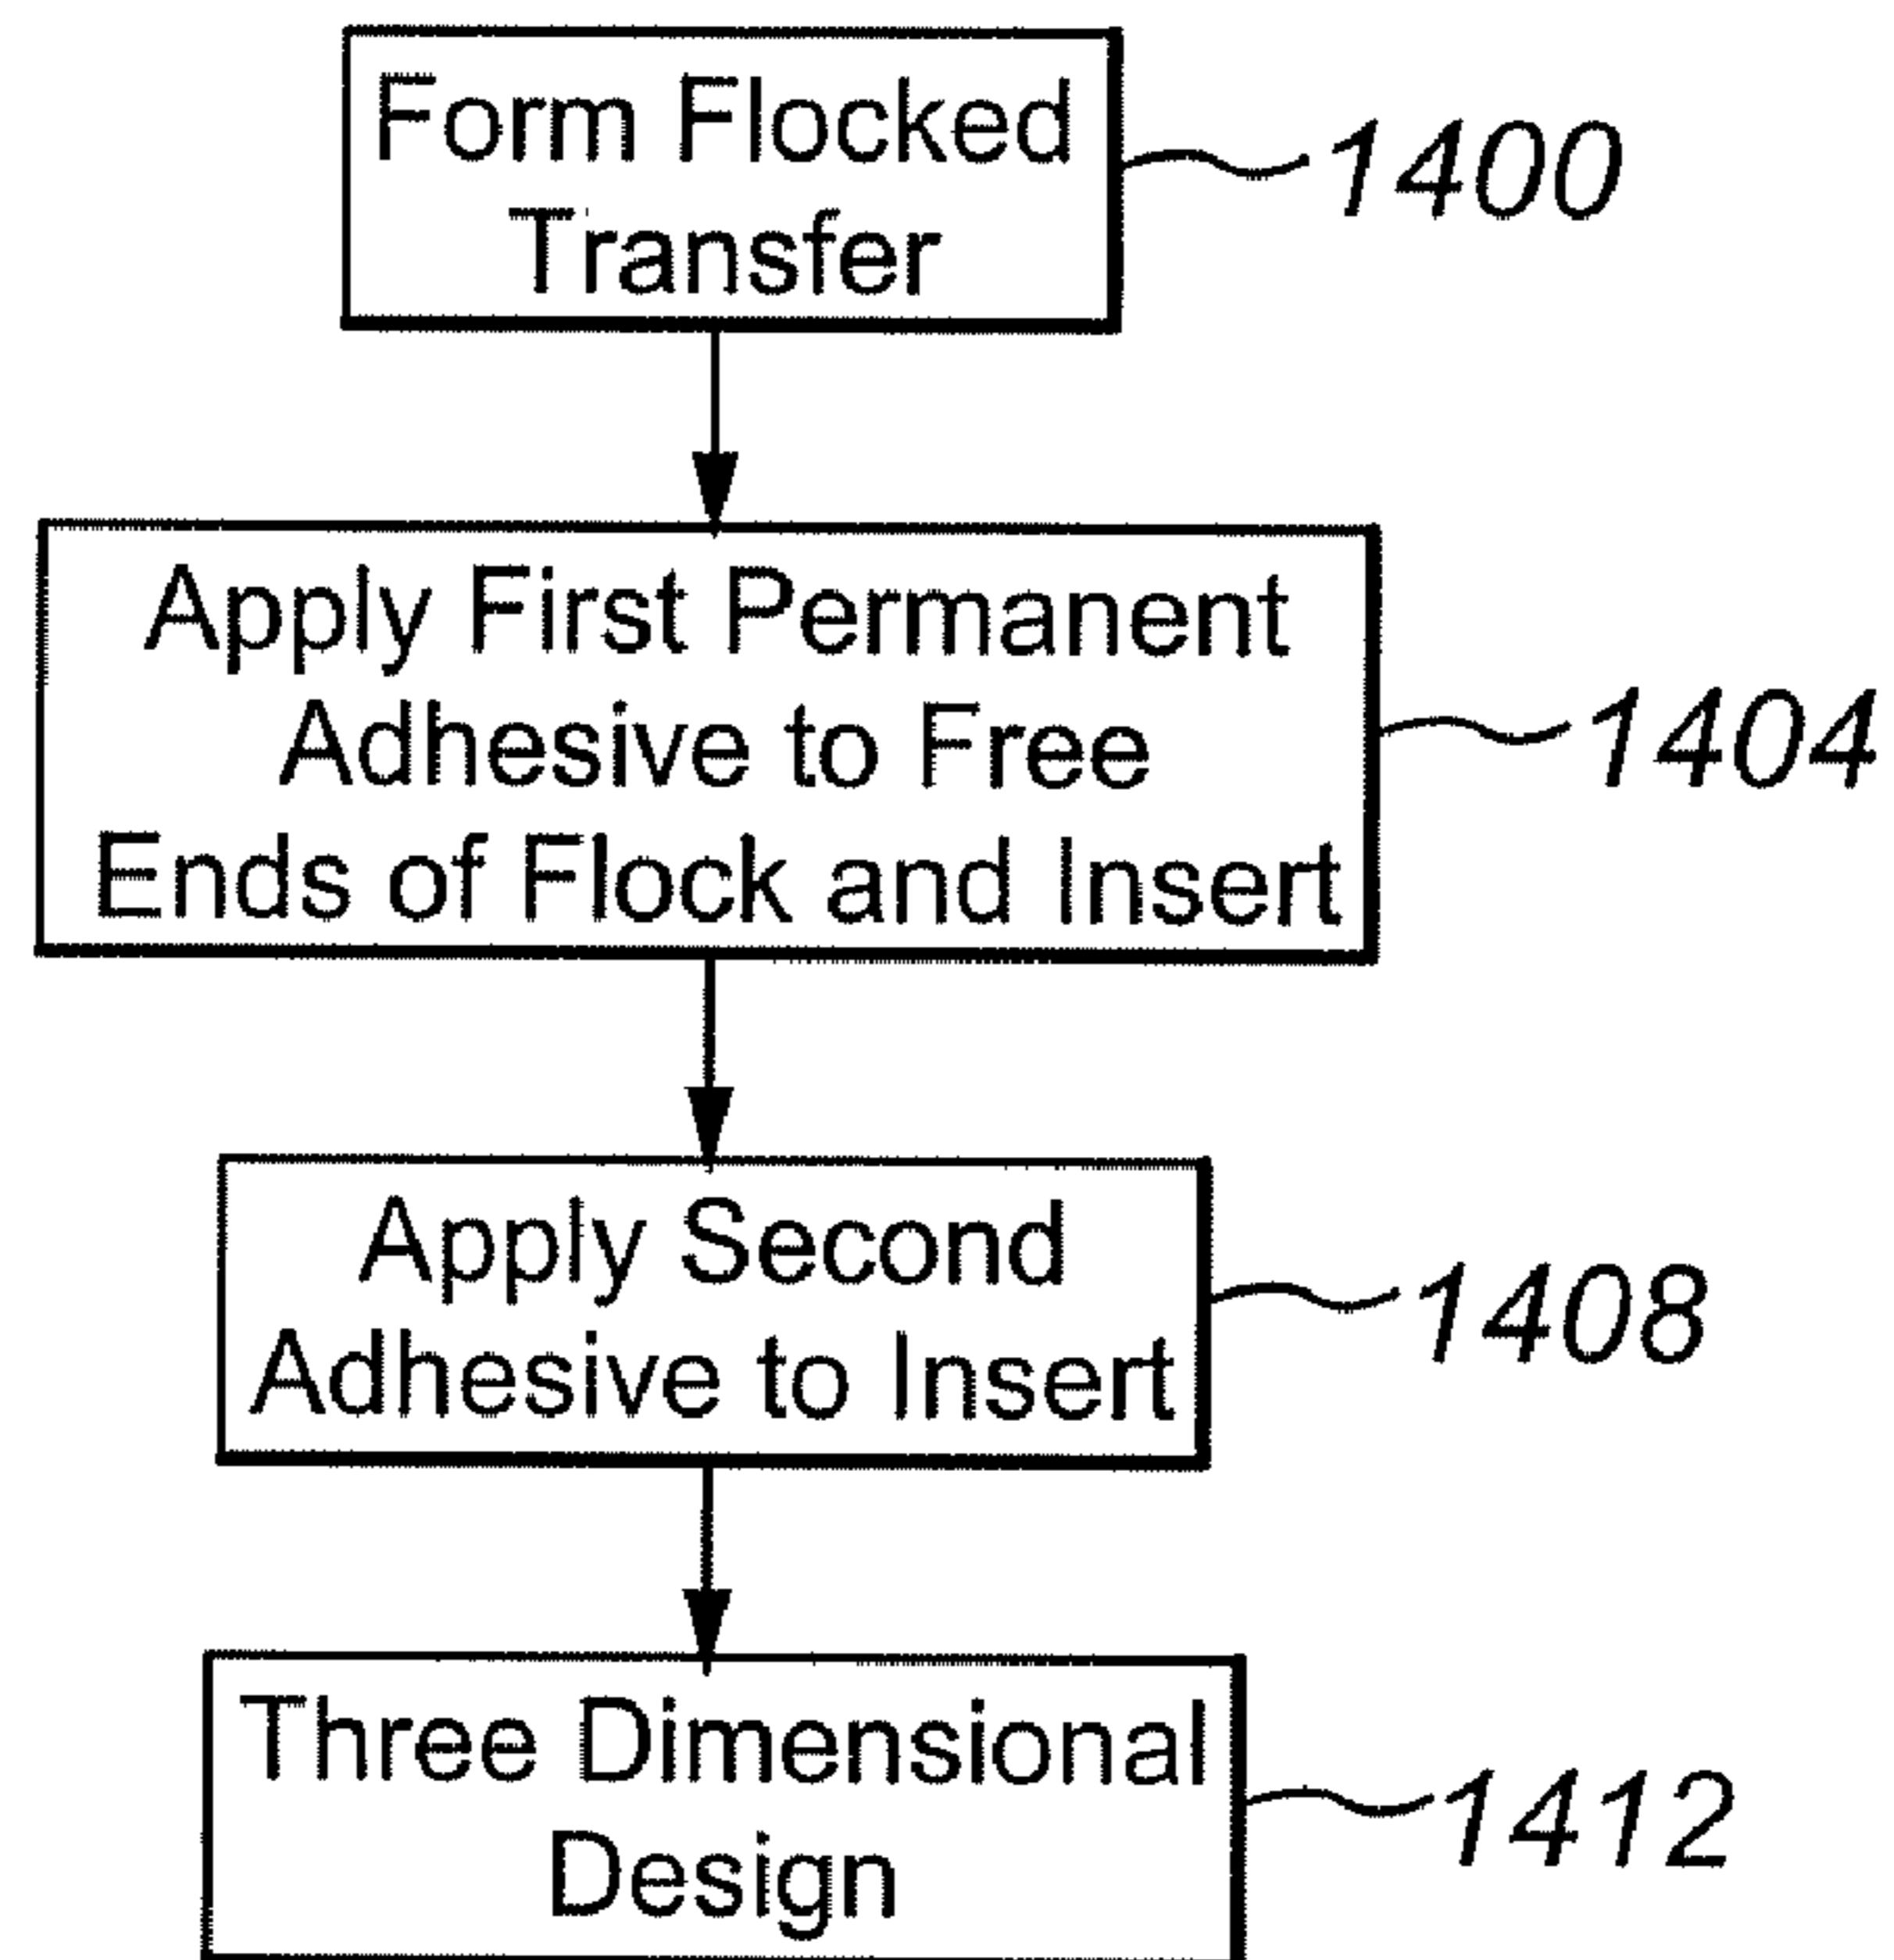 Form Flocked
Transfer
1400
Apply First Permanent
Adhesive to Free
Ends of Flock and Insert
1404
Apply Second
Adhesive to Insert
1408
Three Dimensional
Design
1412